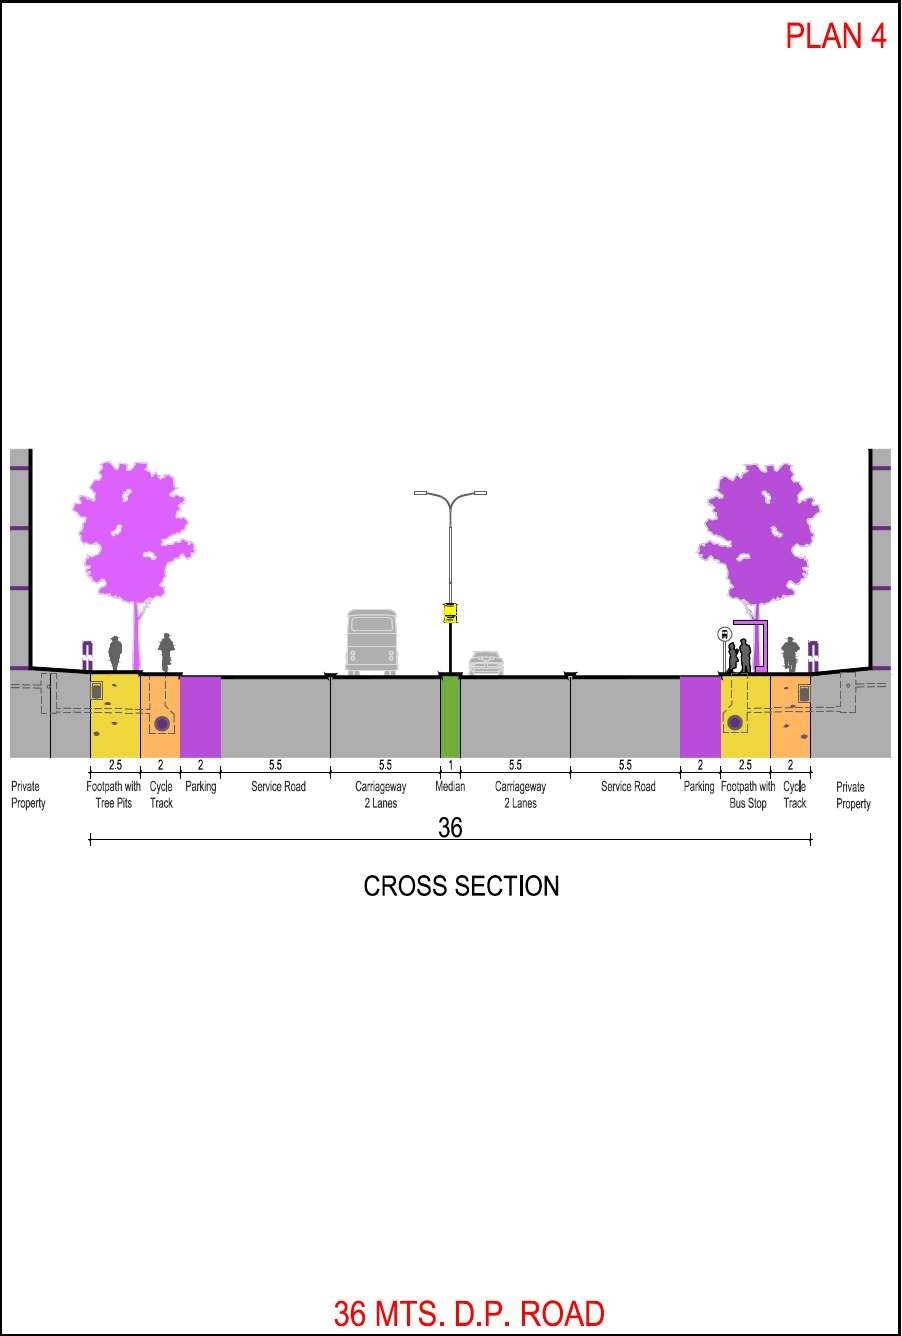 PLAN 4
2.5 2 2 5.5 5.5 1 5.5 5.5 2 2.5 2
Private Property
Footpath with Tree Pits
Cycle Track
Parking
Service Road
Carriageway 2 Lanes
Median
Carriageway 2 Lanes
Service Road
Parking
Footpath with Bus Stop
Cycle Track
Private Property
36
CROSS SECTION
36 MTS. D.P. ROAD